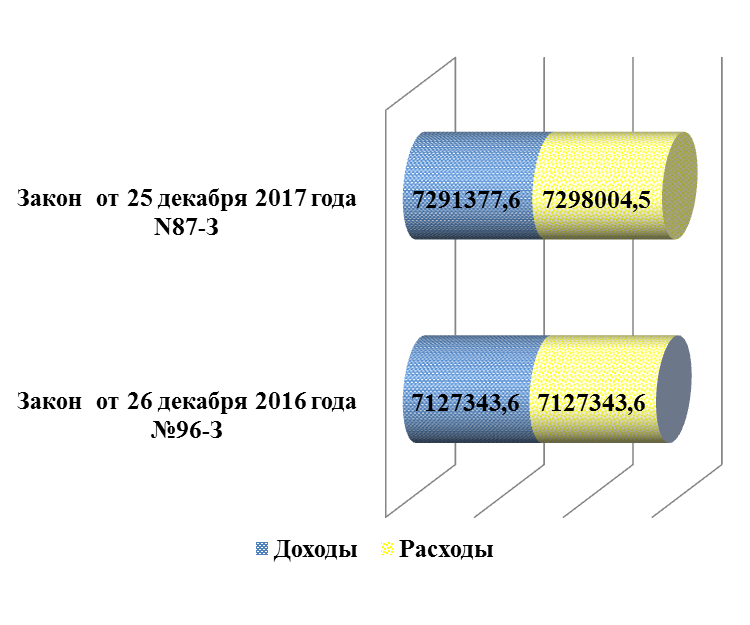 Закон от 25 декабря 2017 года
N87-З
7291377,6 7298004,5
Закон от 26 декабря 2016 года
№96-З
7127343,6 7127343,6
Доходы Расходы